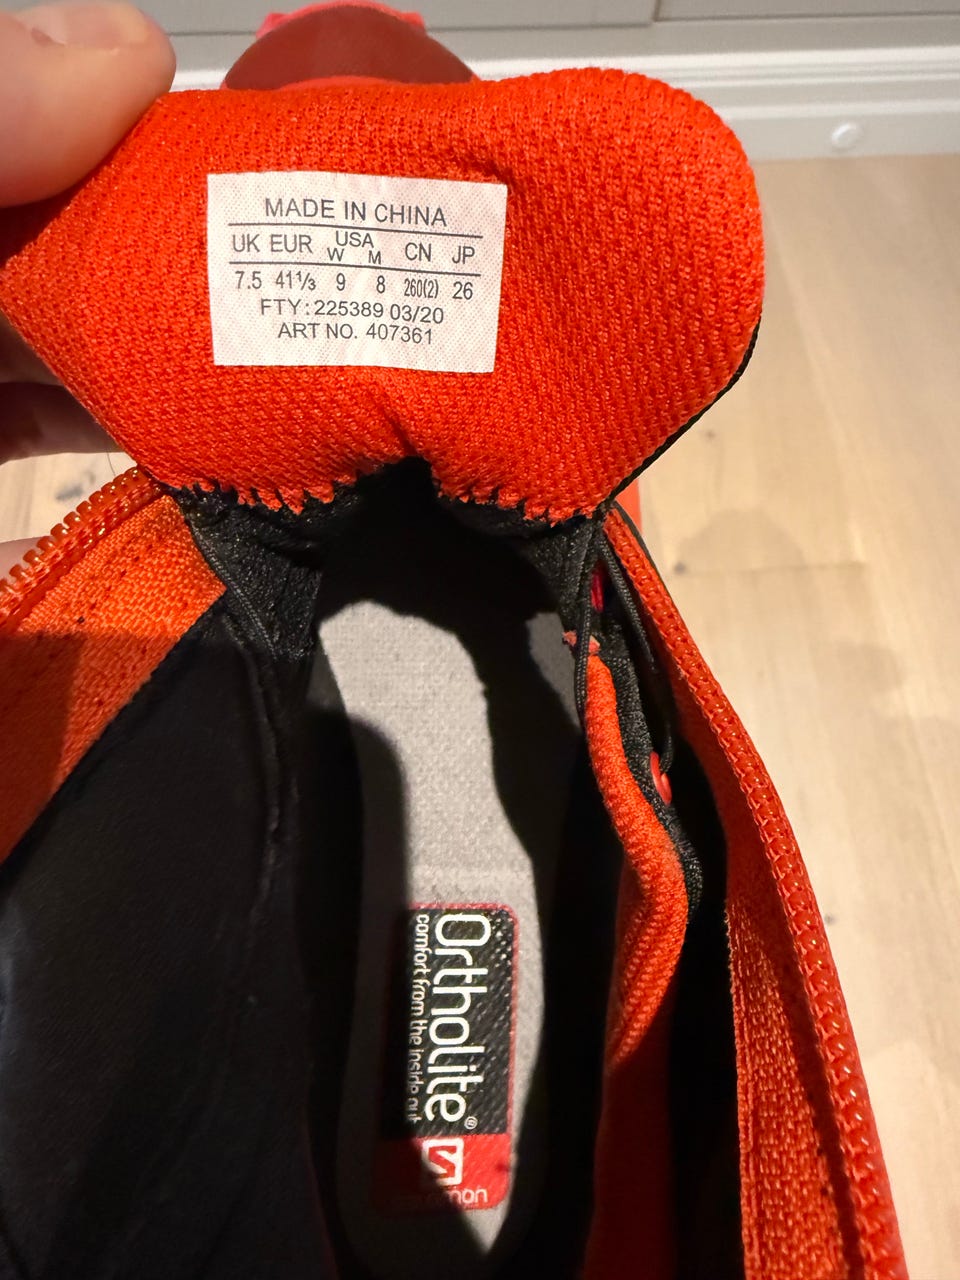 MADE IN CHINA
UK EUR USA W M CN JP
7.5 41⅓ 9 8 260(2) 26
FTY: 225389 03/20
ART NO. 407361
Ortholite®
comfort from the inside out